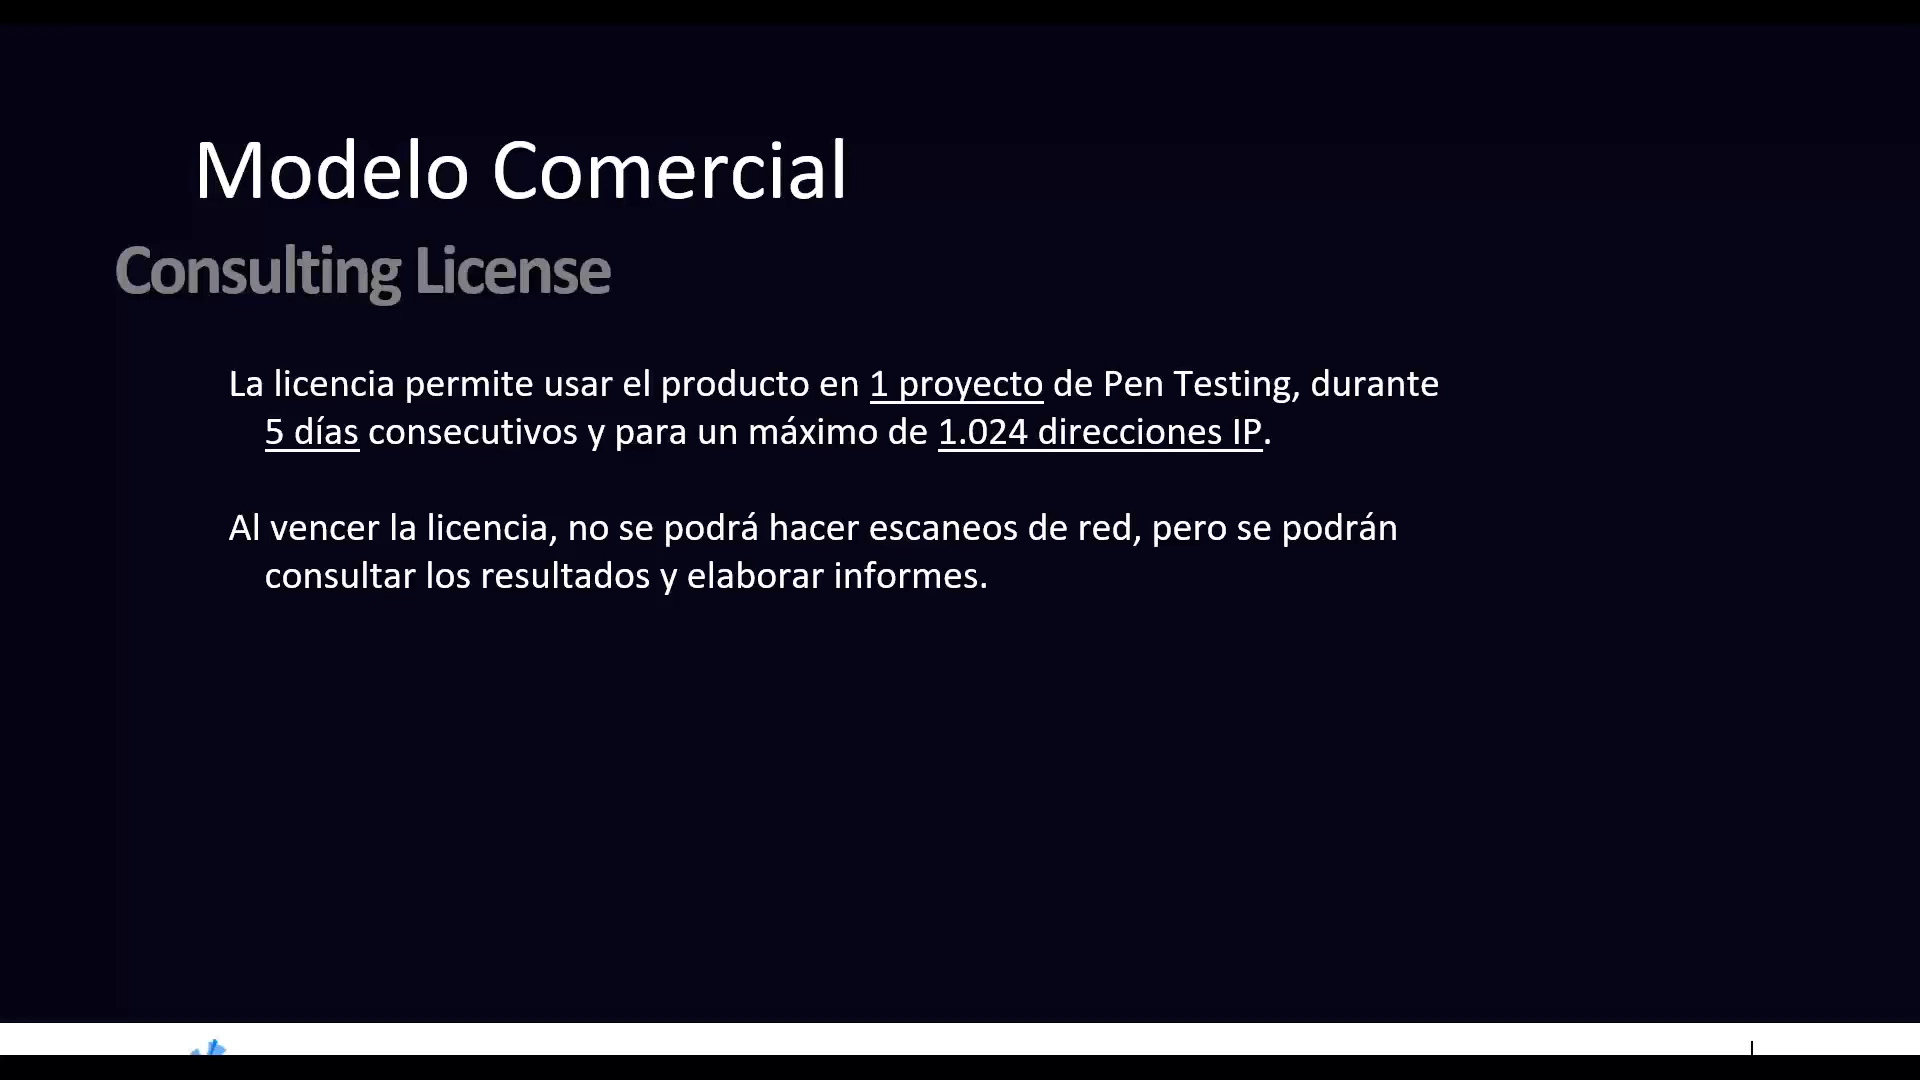 Modelo Comercial
Consulting License
La licencia permite usar el producto en 1 proyecto de Pen Testing, durante
5 días consecutivos y para un máximo de 1.024 direcciones IP.
Al vencer la licencia, no se podrá hacer escaneos de red, pero se podrán
consultar los resultados y elaborar informes.